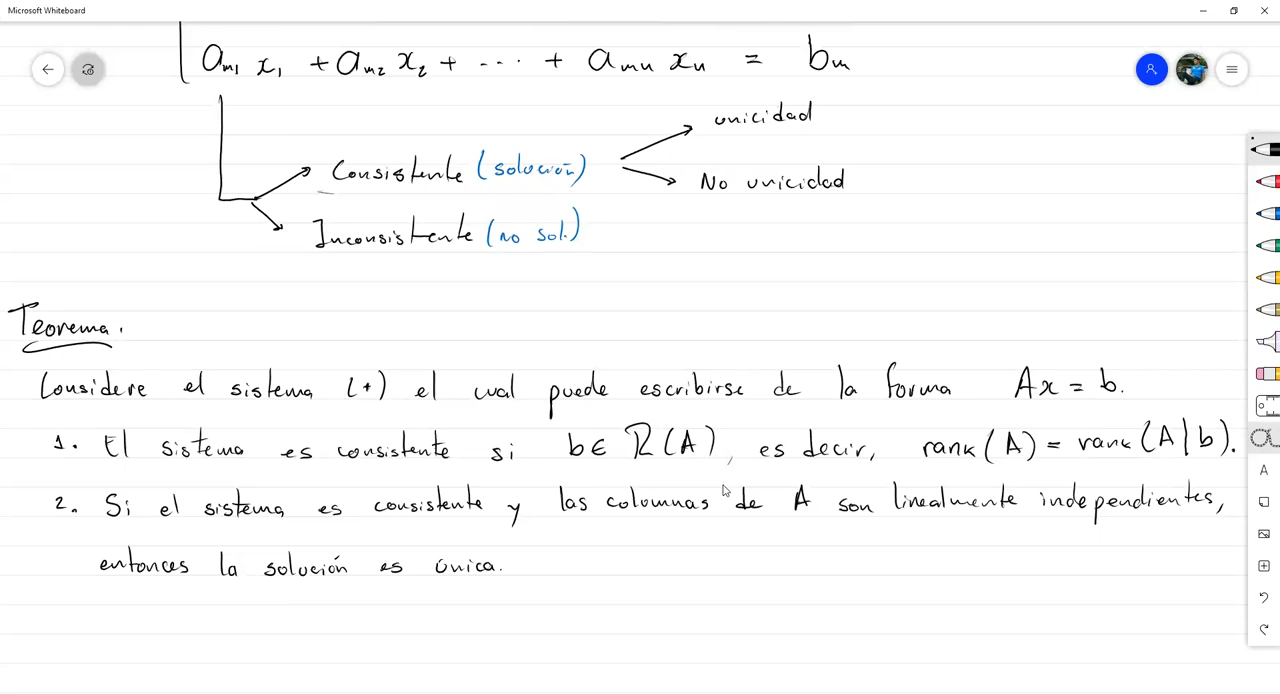 Microsoft Whiteboard
a_{m1} x_1 + a_{m2} x_2 + ... + a_{mn} x_n = b_m
unicidad
Consistente (solución)
No unicidad
Inconsistente (no sol.)
Teorema.
Considere el sistema (+) el cual puede escribirse de la forma Ax = b.
1. El sistema es consistente si b ∈ R(A), es decir, rank(A) = rank(A|b).
2. Si el sistema es consistente y las columnas de A son linealmente independientes,
entonces la solución es única.